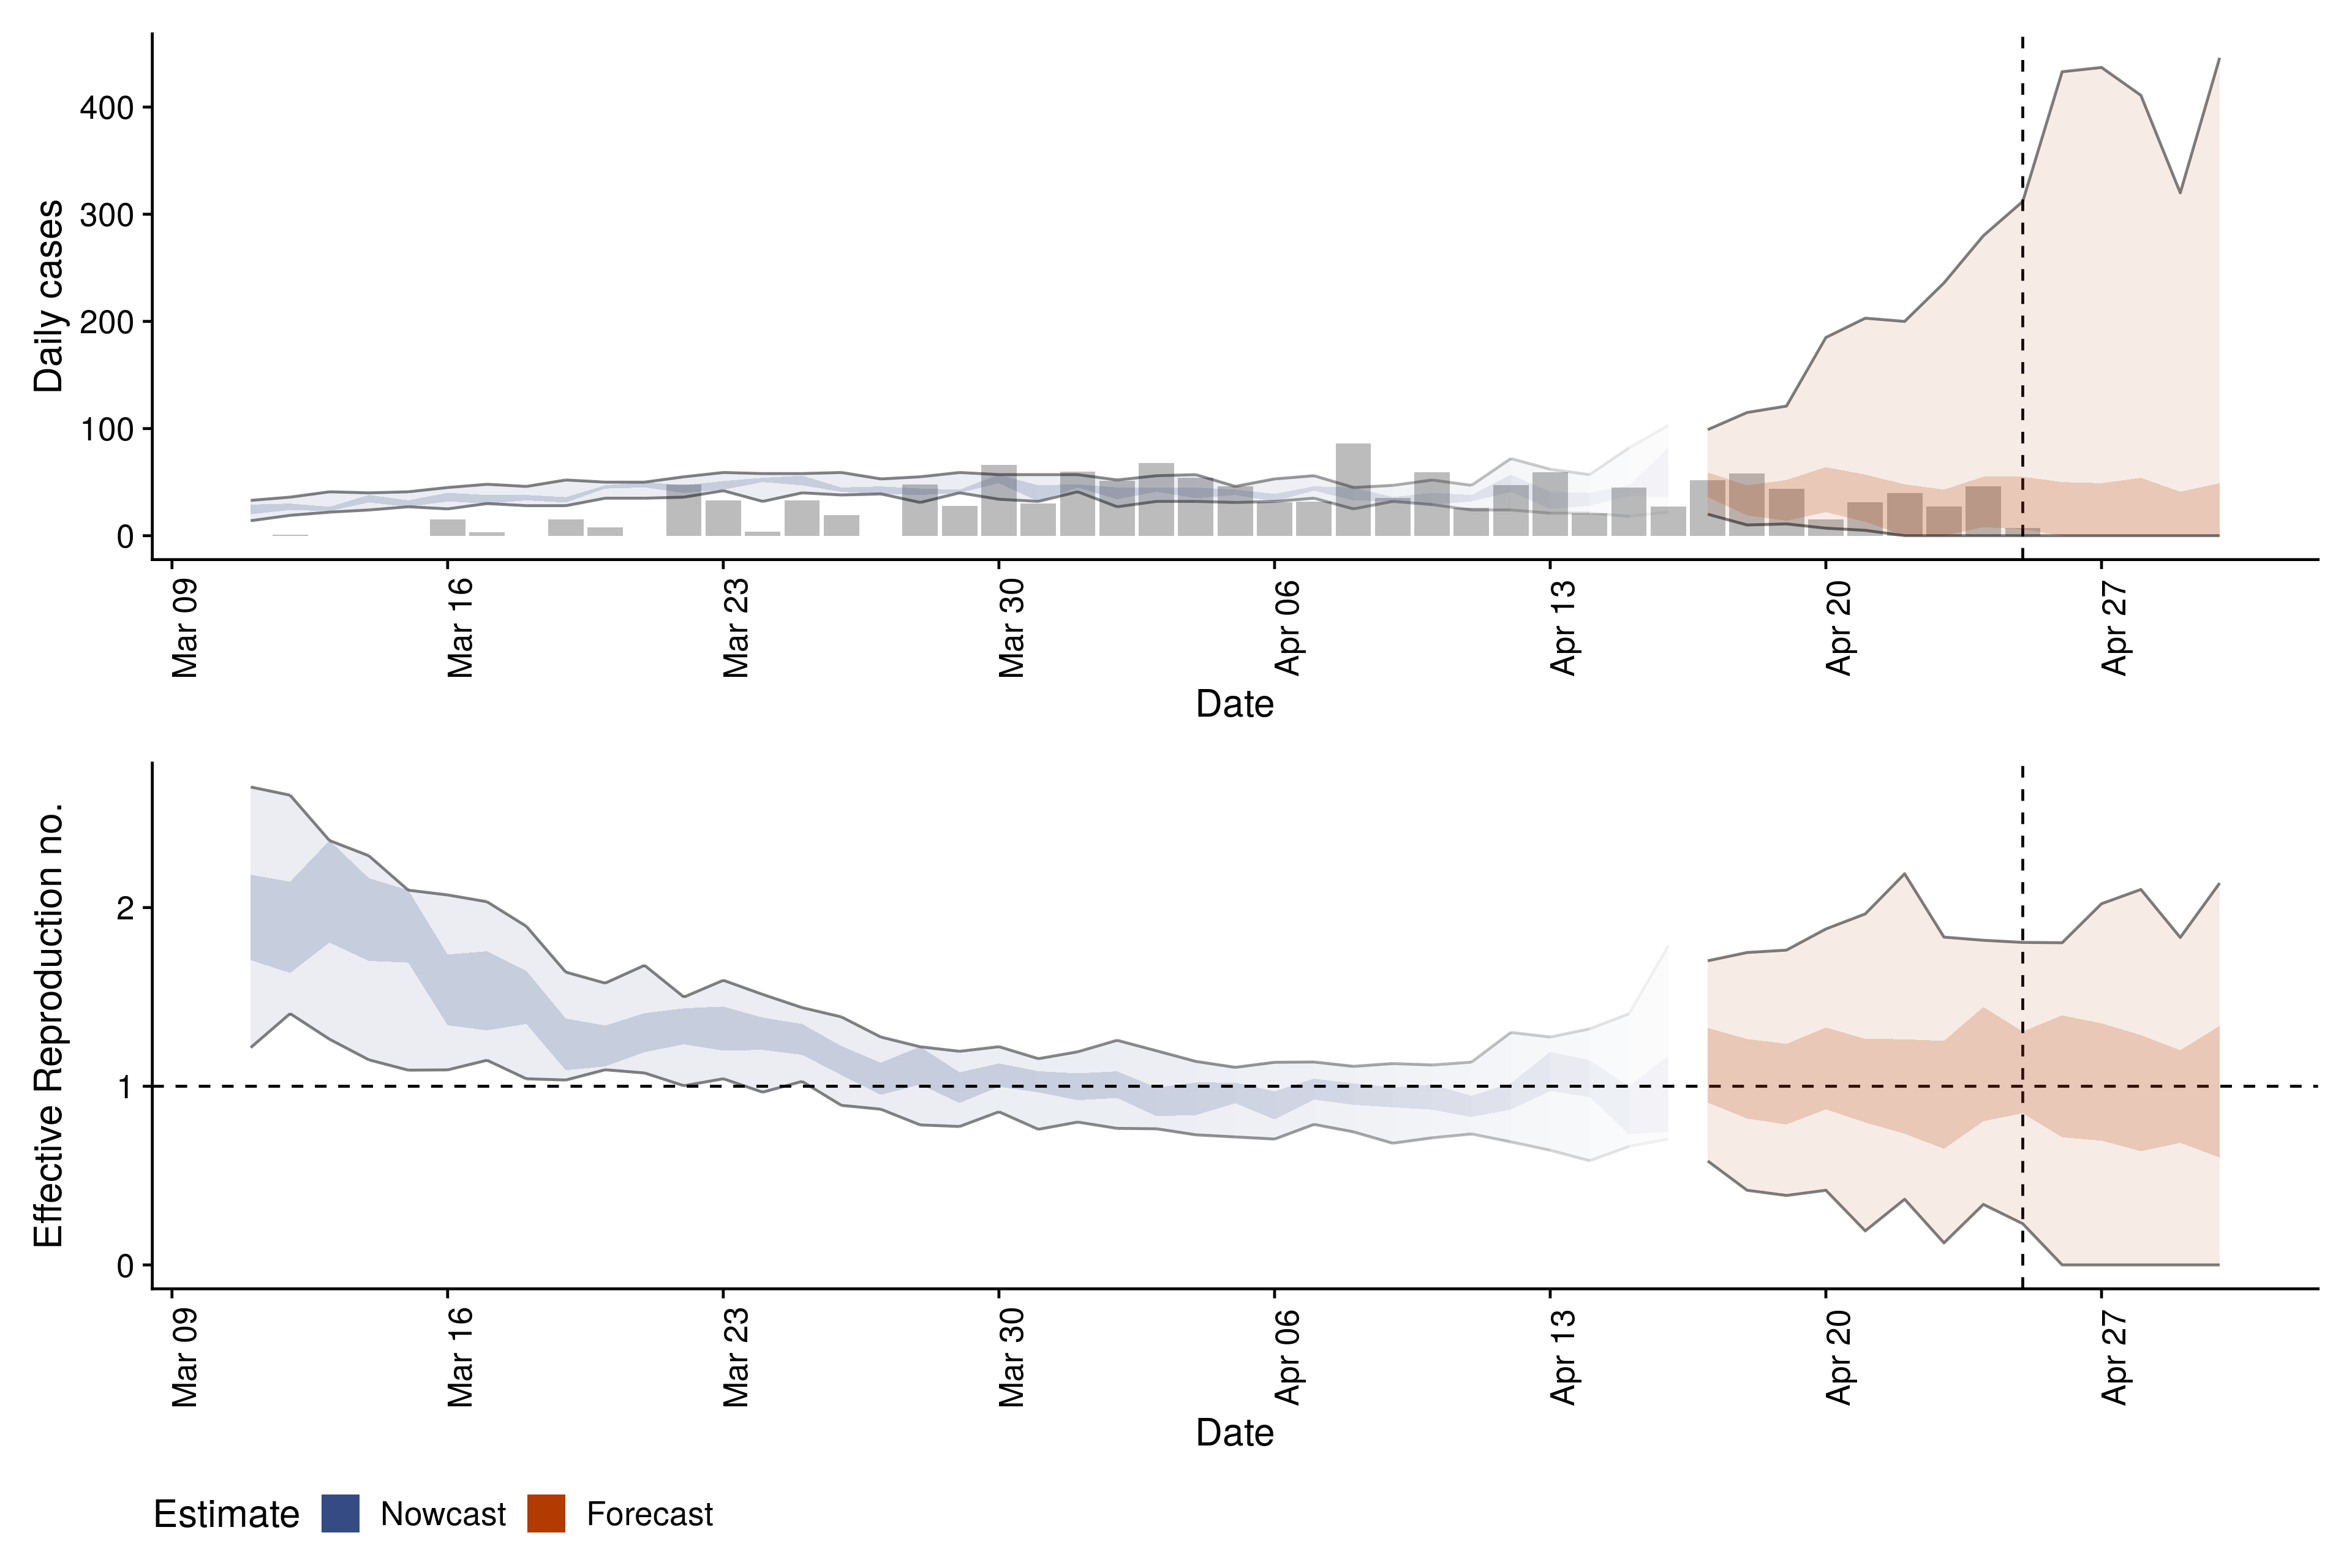 Daily cases
400
300
200
100
0
Mar 09
Mar 16
Mar 23
Mar 30
Apr 06
Apr 13
Apr 20
Apr 27
Date
Effective Reproduction no.
2
1
0
Mar 09
Mar 16
Mar 23
Mar 30
Apr 06
Apr 13
Apr 20
Apr 27
Date
Estimate Nowcast Forecast